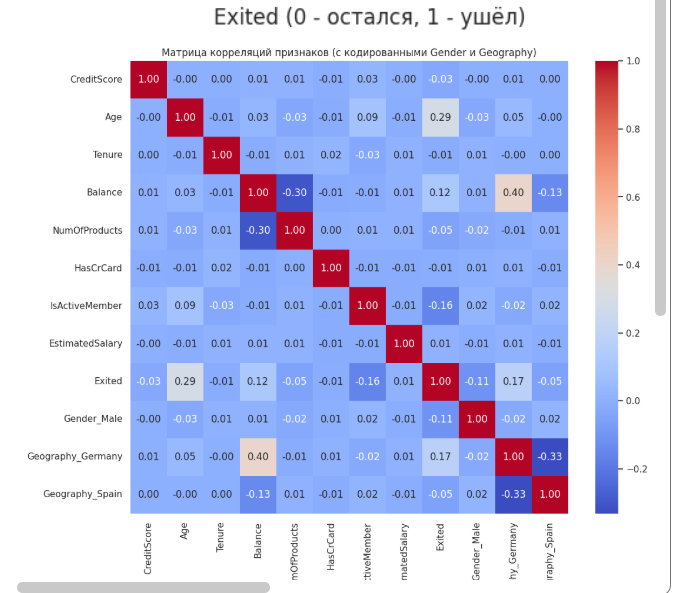 Exited (0 - остался, 1 - ушёл)
Матрица корреляций признаков (с кодированными Gender и Geography)
CreditScore 1.00 -0.00 0.00 0.01 0.01 -0.01 0.03 -0.00 -0.03 -0.00 0.01 0.00
Age -0.00 1.00 -0.01 0.03 -0.03 -0.01 0.09 -0.01 0.29 -0.03 0.05 -0.00
Tenure 0.00 -0.01 1.00 -0.01 0.01 0.02 -0.03 0.01 -0.01 0.01 -0.00 0.00
Balance 0.01 0.03 -0.01 1.00 -0.30 -0.01 -0.01 0.01 0.12 0.01 0.40 -0.13
NumOfProducts 0.01 -0.03 0.01 -0.30 1.00 0.00 0.01 0.01 -0.05 -0.02 -0.01 0.01
HasCrCard -0.01 -0.01 0.02 -0.01 0.00 1.00 -0.01 -0.01 -0.01 0.01 0.01 -0.01
IsActiveMember 0.03 0.09 -0.03 -0.01 0.01 -0.01 1.00 -0.01 -0.16 0.02 -0.02 0.02
EstimatedSalary -0.00 -0.01 0.01 0.01 0.01 -0.01 -0.01 1.00 0.01 -0.01 0.01 -0.01
Exited -0.03 0.29 -0.01 0.12 -0.05 -0.01 -0.16 0.01 1.00 -0.11 0.17 -0.05
Gender_Male -0.00 -0.03 0.01 0.01 -0.02 0.01 0.02 -0.01 -0.11 1.00 -0.02 0.02
Geography_Germany 0.01 0.05 -0.00 0.40 -0.01 0.01 -0.02 0.01 0.17 -0.02 1.00 -0.33
Geography_Spain 0.00 -0.00 0.00 -0.13 0.01 -0.01 0.02 -0.01 -0.05 0.02 -0.33 1.00
CreditScore
Age
Tenure
Balance
mOfProducts
HasCrCard
ctiveMember
matedSalary
Exited
Gender_Male
hy_Germany
raphy_Spain
1.0
0.8
0.6
0.4
0.2
0.0
−0.2